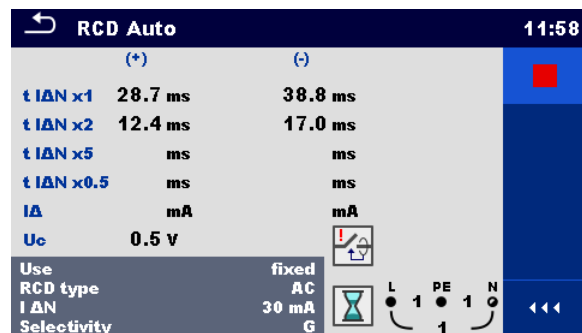 RCD Auto 11:58
(+) (-)
t IΔN x1 28.7 ms 38.8 ms
t IΔN x2 12.4 ms 17.0 ms
t IΔN x5 ms ms
t IΔN x0.5 ms ms
IΔ mA mA
Uc 0.5 V
Use fixed
RCD type AC
I ΔN 30 mA
Selectivity G
L PE N
1 1
1